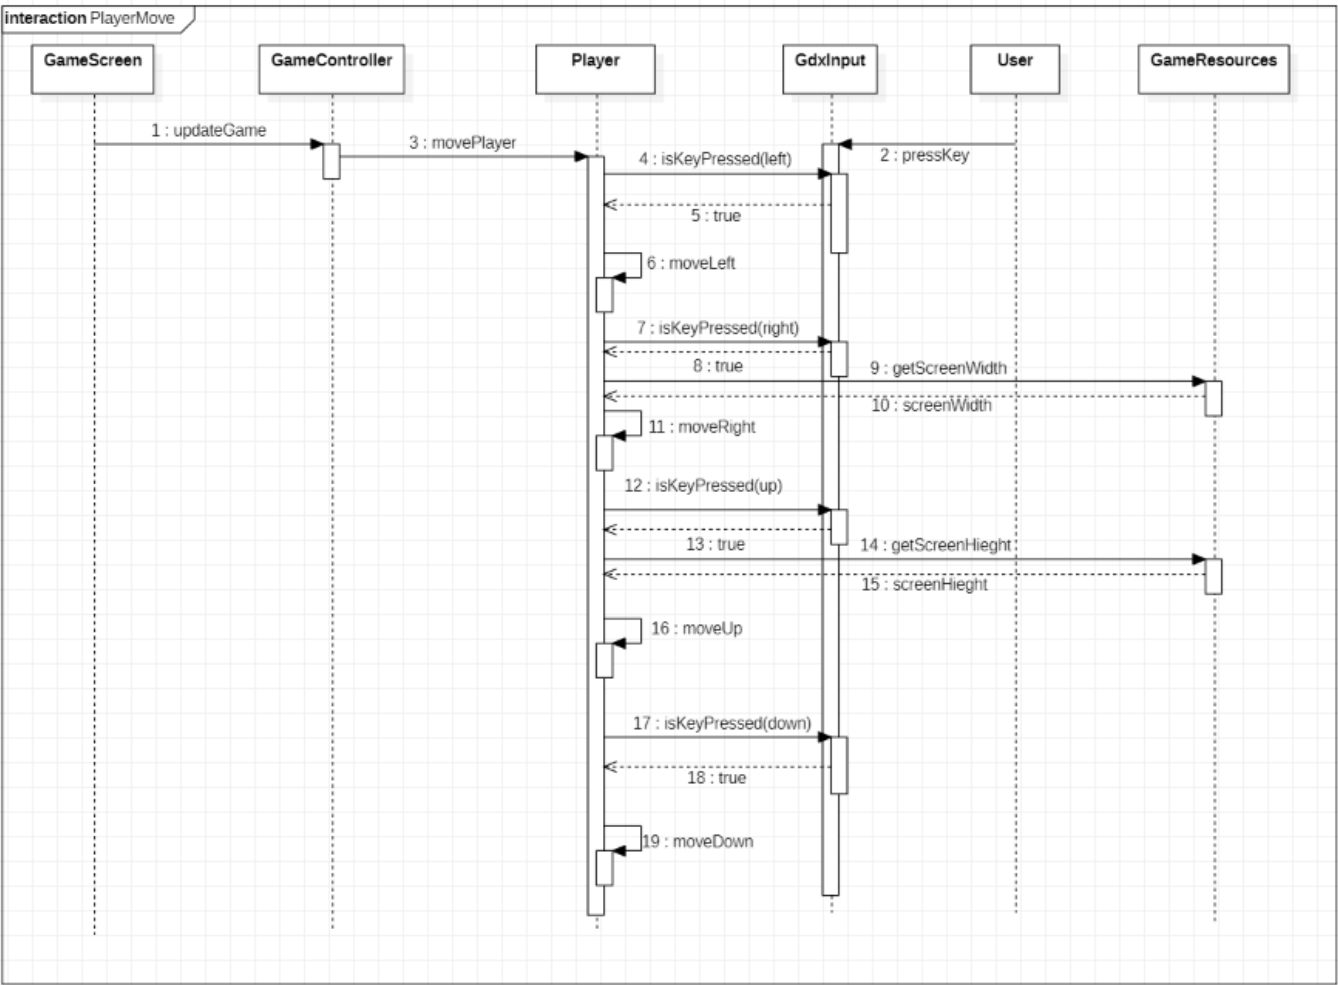 interaction PlayerMove
GameScreen
GameController
Player
GdxInput
User
GameResources
1 : updateGame
3 : movePlayer
2 : pressKey
4 : isKeyPressed(left)
5 : true
6 : moveLeft
7 : isKeyPressed(right)
8 : true
9 : getScreenWidth
10 : screenWidth
11 : moveRight
12 : isKeyPressed(up)
13 : true
14 : getScreenHieght
15 : screenHieght
16 : moveUp
17 : isKeyPressed(down)
18 : true
19 : moveDown